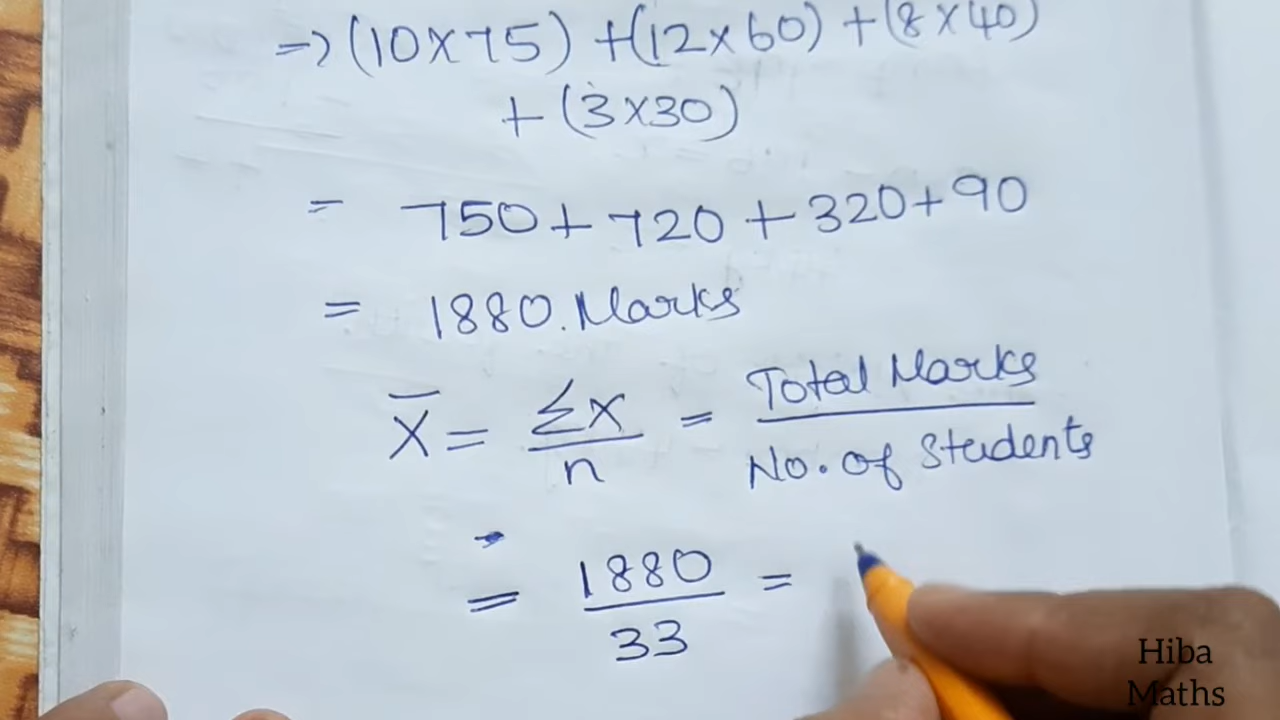 => (10×75) + (12×60) + (8×40)
+ (3×30)
= 750 + 720 + 320 + 90
= 1880. Marks
X̄ = Σx / n = Total Marks / No. of Students
= 1880 / 33 =
Hiba
Maths